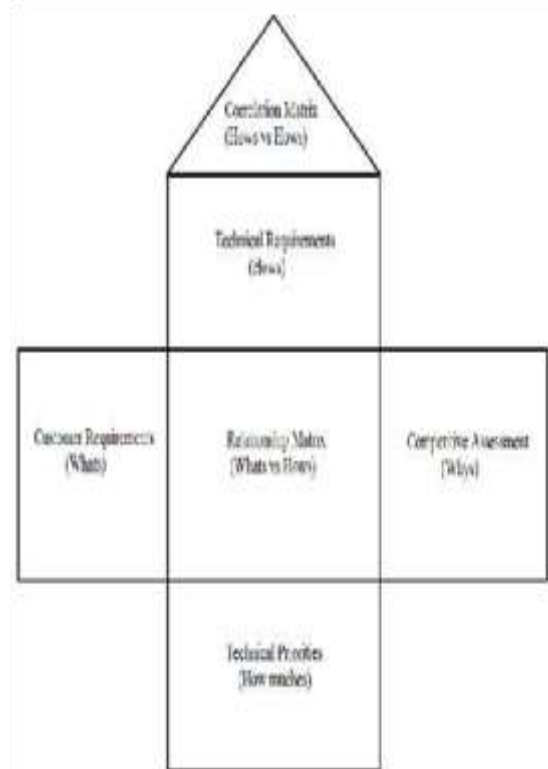 Correlation Matrix
(Hows vs Hows)
Technical Requirements
(Hows)
Customer Requirements
(Whats)
Relationship Matrix
(Whats vs Hows)
Competitive Assessment
(Whys)
Technical Priorities
(How muches)